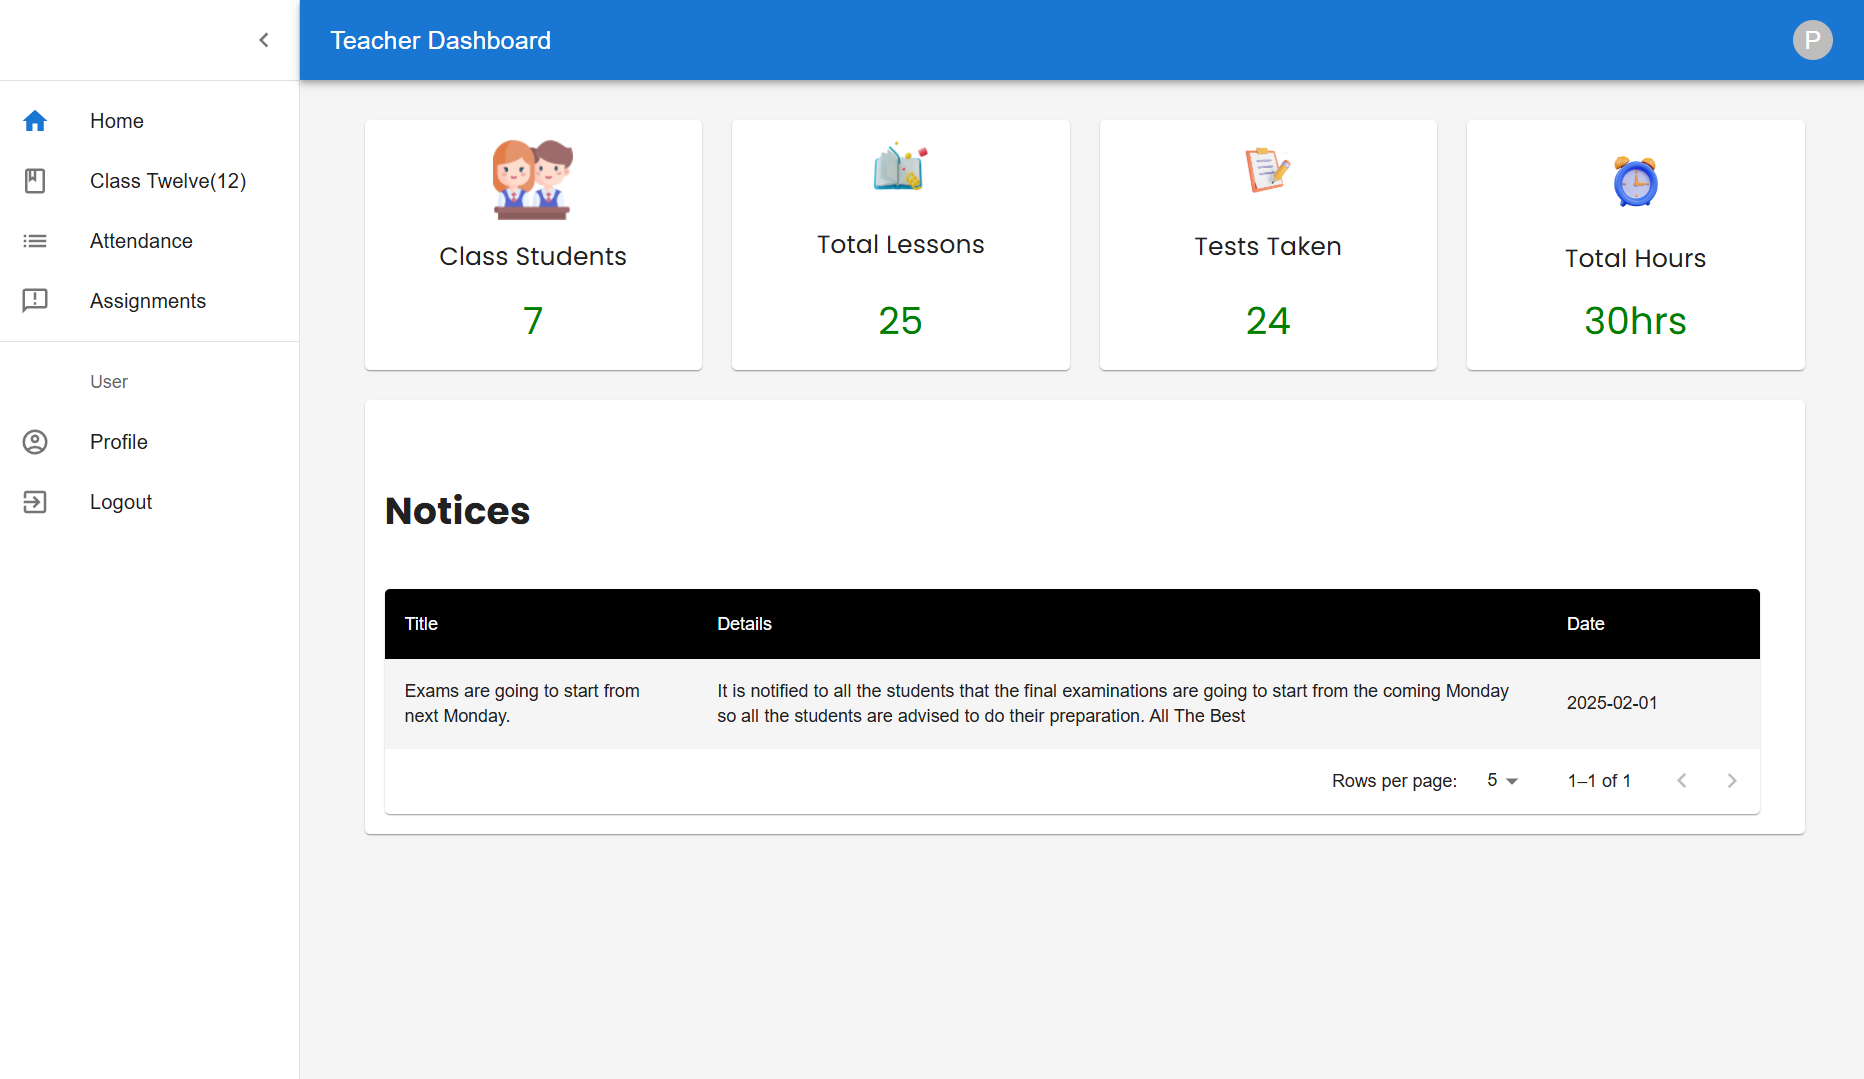 Teacher Dashboard
P
Home
Class Twelve(12)
Attendance
Assignments
User
Profile
Logout
Class Students
7
Total Lessons
25
Tests Taken
24
Total Hours
30hrs
Notices
Title Details Date
Exams are going to start from
next Monday.
It is notified to all the students that the final examinations are going to start from the coming Monday
so all the students are advised to do their preparation. All The Best
2025-02-01
Rows per page: 5 1–1 of 1